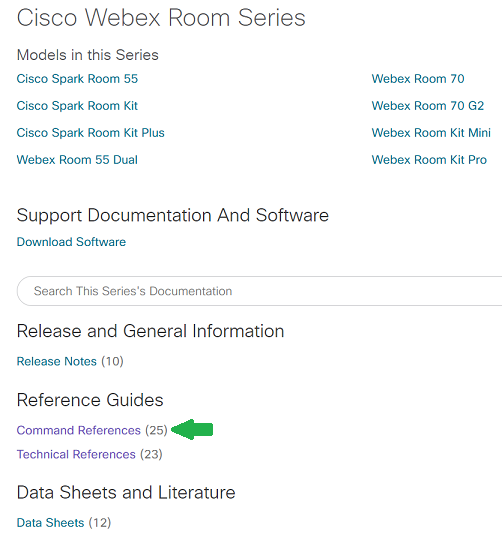 Cisco Webex Room Series
Models in this Series
Cisco Spark Room 55
Cisco Spark Room Kit
Cisco Spark Room Kit Plus
Webex Room 55 Dual
Webex Room 70
Webex Room 70 G2
Webex Room Kit Mini
Webex Room Kit Pro
Support Documentation And Software
Download Software
Search This Series's Documentation
Release and General Information
Release Notes (10)
Reference Guides
Command References (25)
Technical References (23)
Data Sheets and Literature
Data Sheets (12)